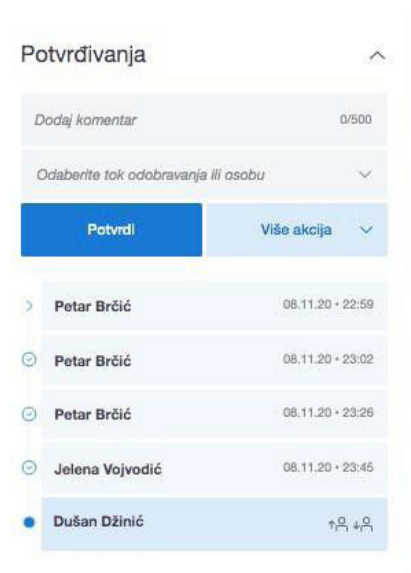 Potvrđivanja
Dodaj komentar 0/500
Odaberite tok odobravanja ili osobu
Potvrdi Više akcija
Petar Brčić 08.11.20 • 22:59
Petar Brčić 08.11.20 • 23:02
Petar Brčić 08.11.20 • 23:26
Jelena Vojvodić 08.11.20 • 23:45
Dušan Džinić